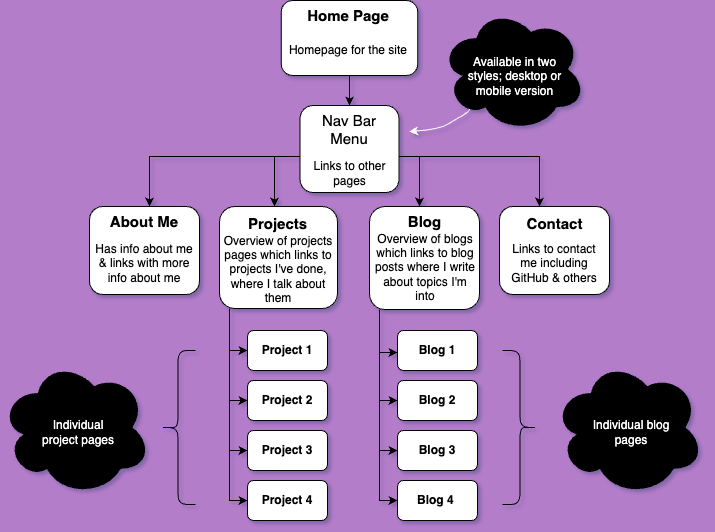 Home Page
Homepage for the site
Available in two
styles; desktop or
mobile version
Nav Bar
Menu
Links to other
pages
About Me
Has info about me
& links with more
info about me
Projects
Overview of projects
pages which links to
projects I've done,
where I talk about
them
Blog
Overview of blogs
which links to blog
posts where I write
about topics I'm
into
Contact
Links to contact
me including
GitHub & others
Project 1
Project 2
Project 3
Project 4
Blog 1
Blog 2
Blog 3
Blog 4
Individual
project pages
Individual blog
pages